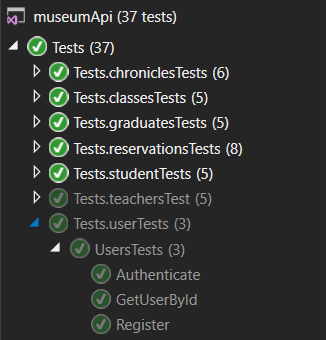 museumApi (37 tests)
Tests (37)
Tests.chroniclesTests (6)
Tests.classesTests (5)
Tests.graduatesTests (5)
Tests.reservationsTests (8)
Tests.studentTests (5)
Tests.teachersTest (5)
Tests.userTests (3)
UsersTests (3)
Authenticate
GetUserById
Register